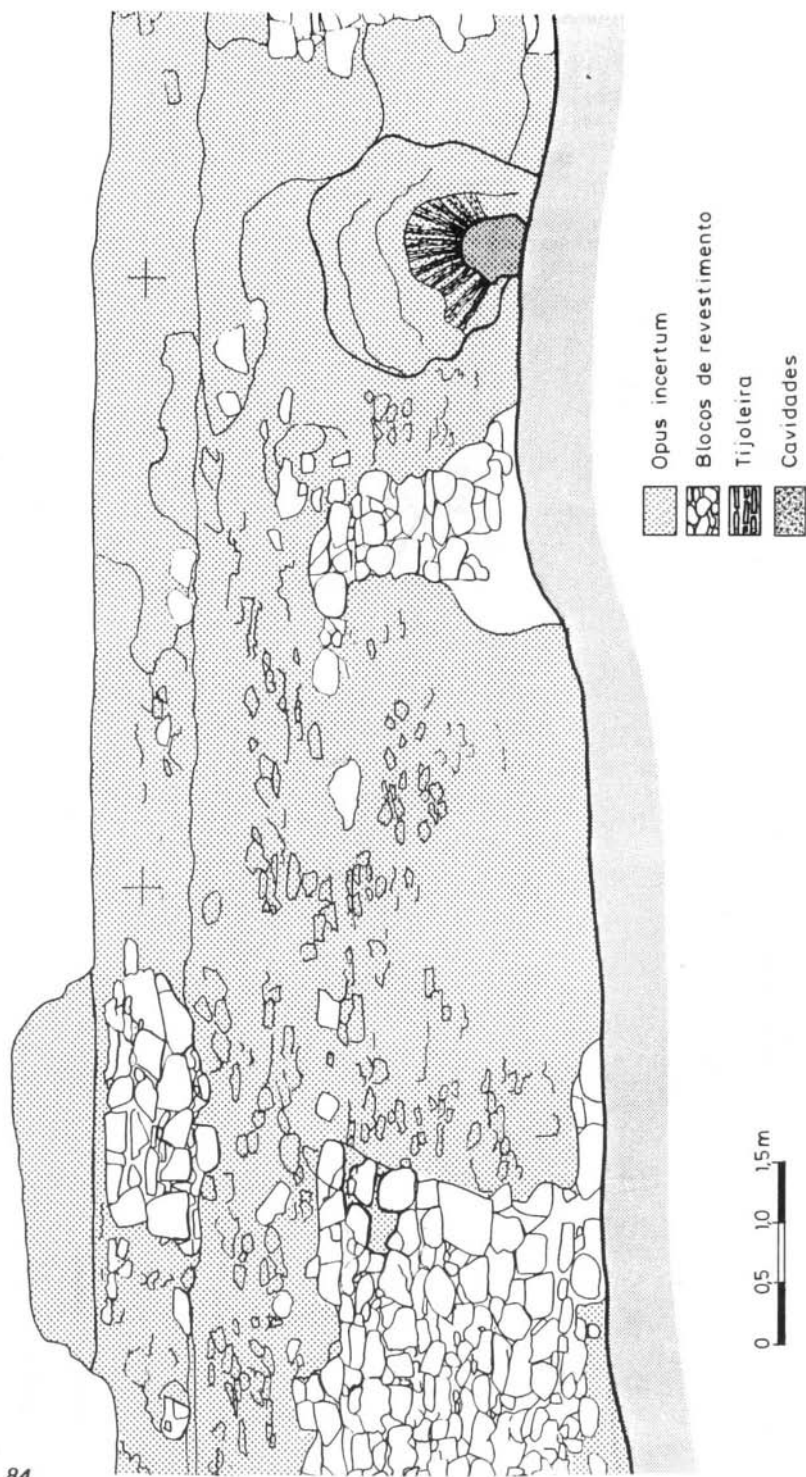 84
Opus incertum
Blocos de revestimento
Tijoleira
Cavidades
0 0,5 1,0 1,5 m